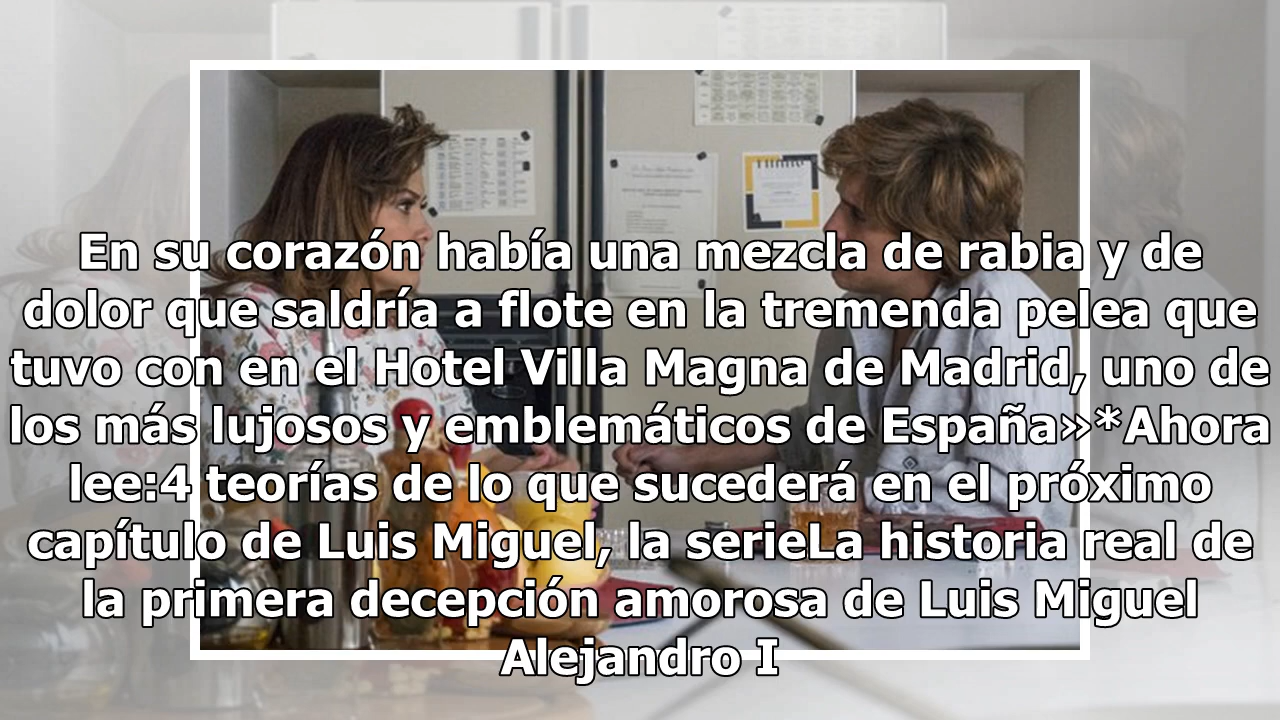 En su corazón había una mezcla de rabia y de
dolor que saldría a flote en la tremenda pelea que
tuvo con en el Hotel Villa Magna de Madrid, uno de
los más lujosos y emblemáticos de España»*Ahora
lee:4 teorías de lo que sucederá en el próximo
capítulo de Luis Miguel, la serieLa historia real de
la primera decepción amorosa de Luis Miguel
Alejandro I